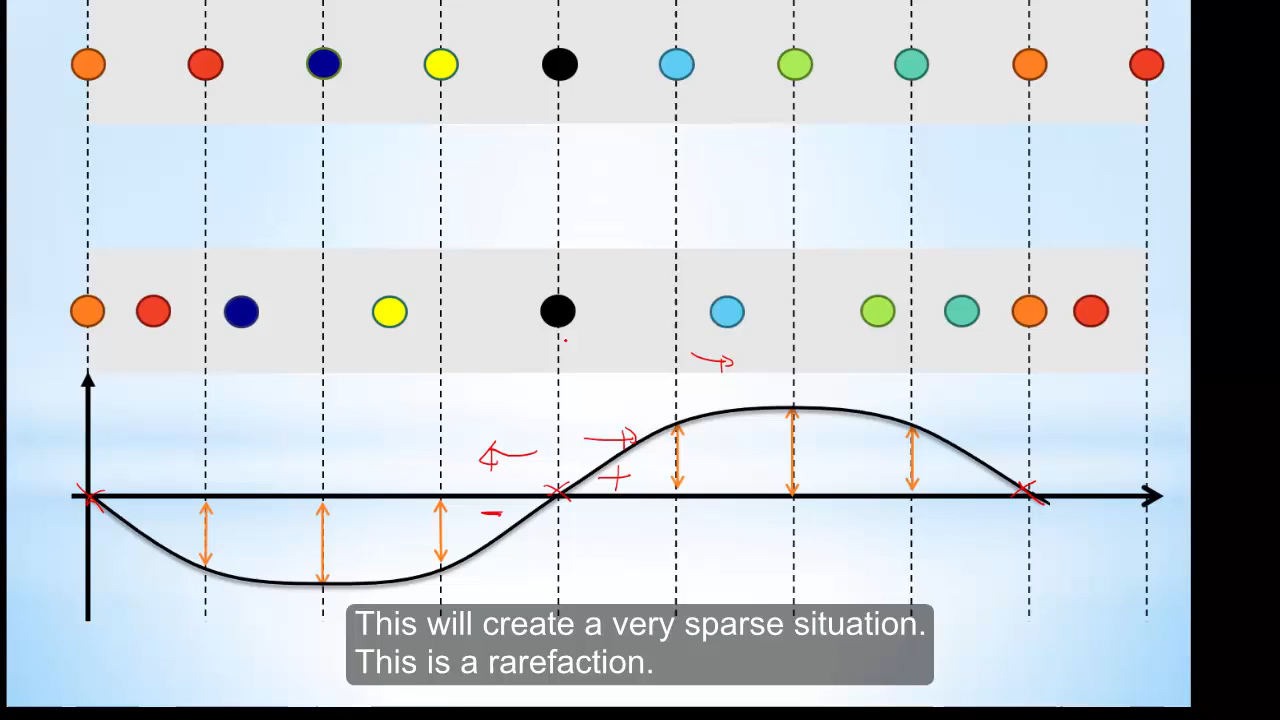 +
-
This will create a very sparse situation.
This is a rarefaction.